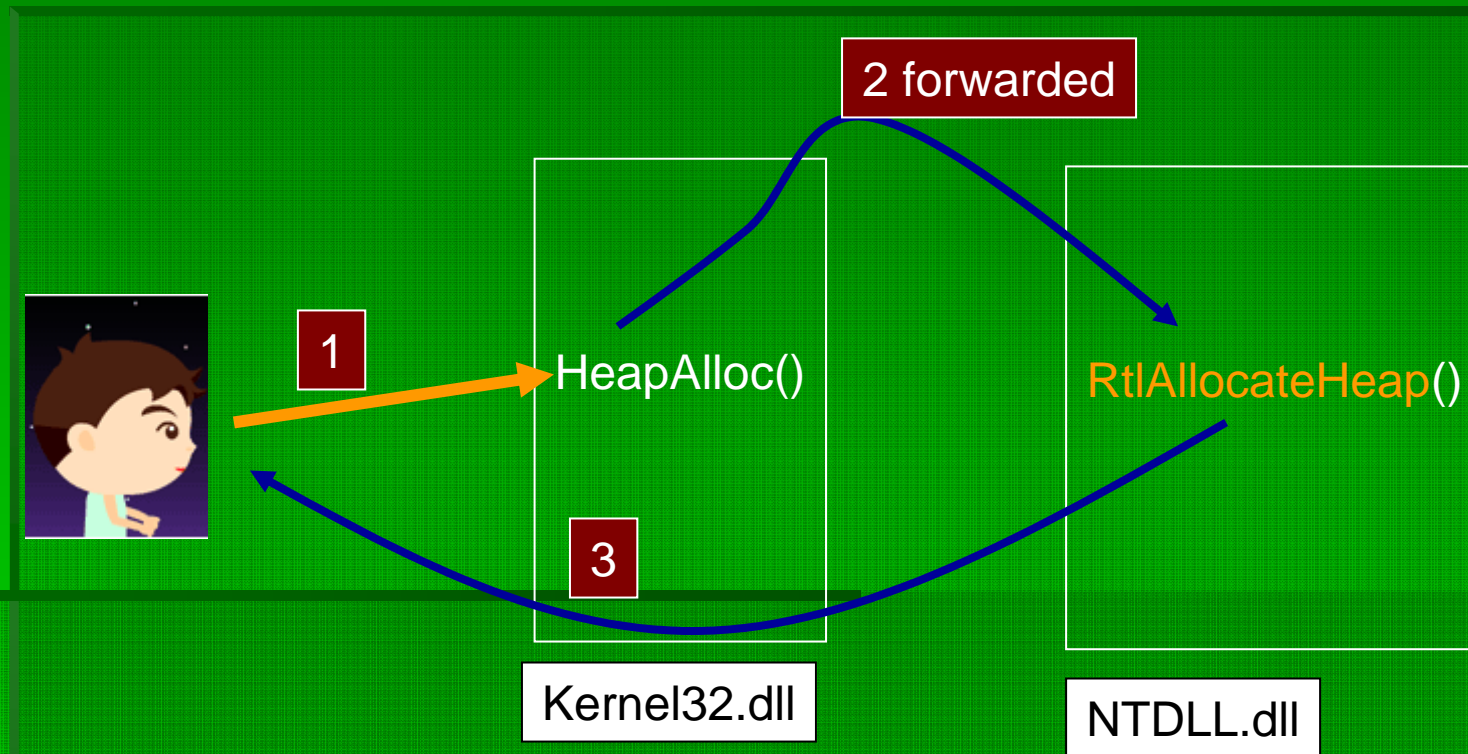 2 forwarded
1
HeapAlloc()
RtlAllocateHeap()
3
Kernel32.dll
NTDLL.dll